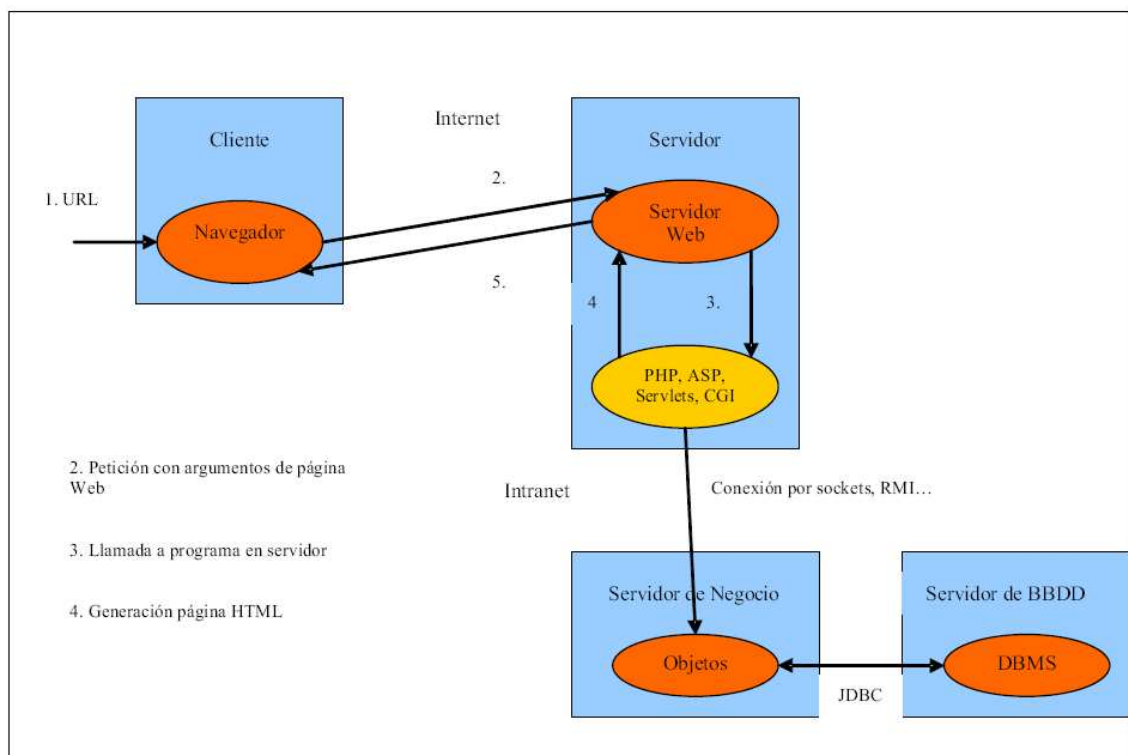 Cliente
Internet
Servidor
1. URL
2.
Navegador
Servidor
Web
5.
4
3.
PHP, ASP,
Servlets, CGI
2. Petición con argumentos de página
Web
Intranet
Conexión por sockets, RMI…
3. Llamada a programa en servidor
4. Generación página HTML
Servidor de Negocio
Servidor de BBDD
Objetos
DBMS
JDBC